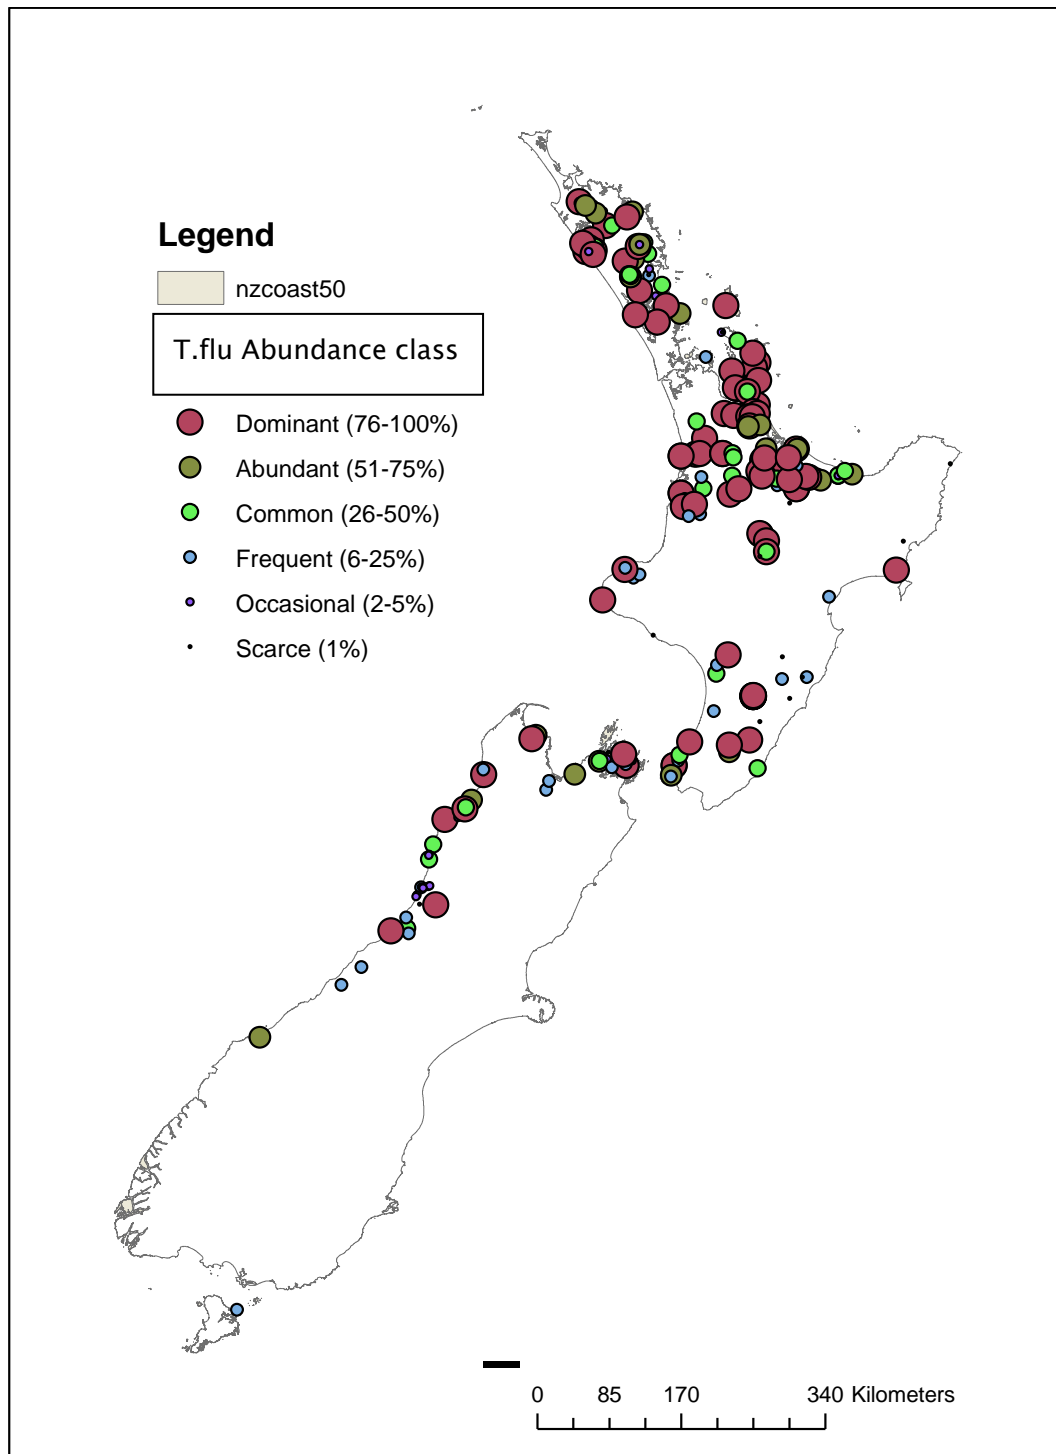 Legend
nzcoast50
T.flu Abundance class
Dominant (76-100%)
Abundant (51-75%)
Common (26-50%)
Frequent (6-25%)
Occasional (2-5%)
Scarce (1%)
0 85 170 340 Kilometers